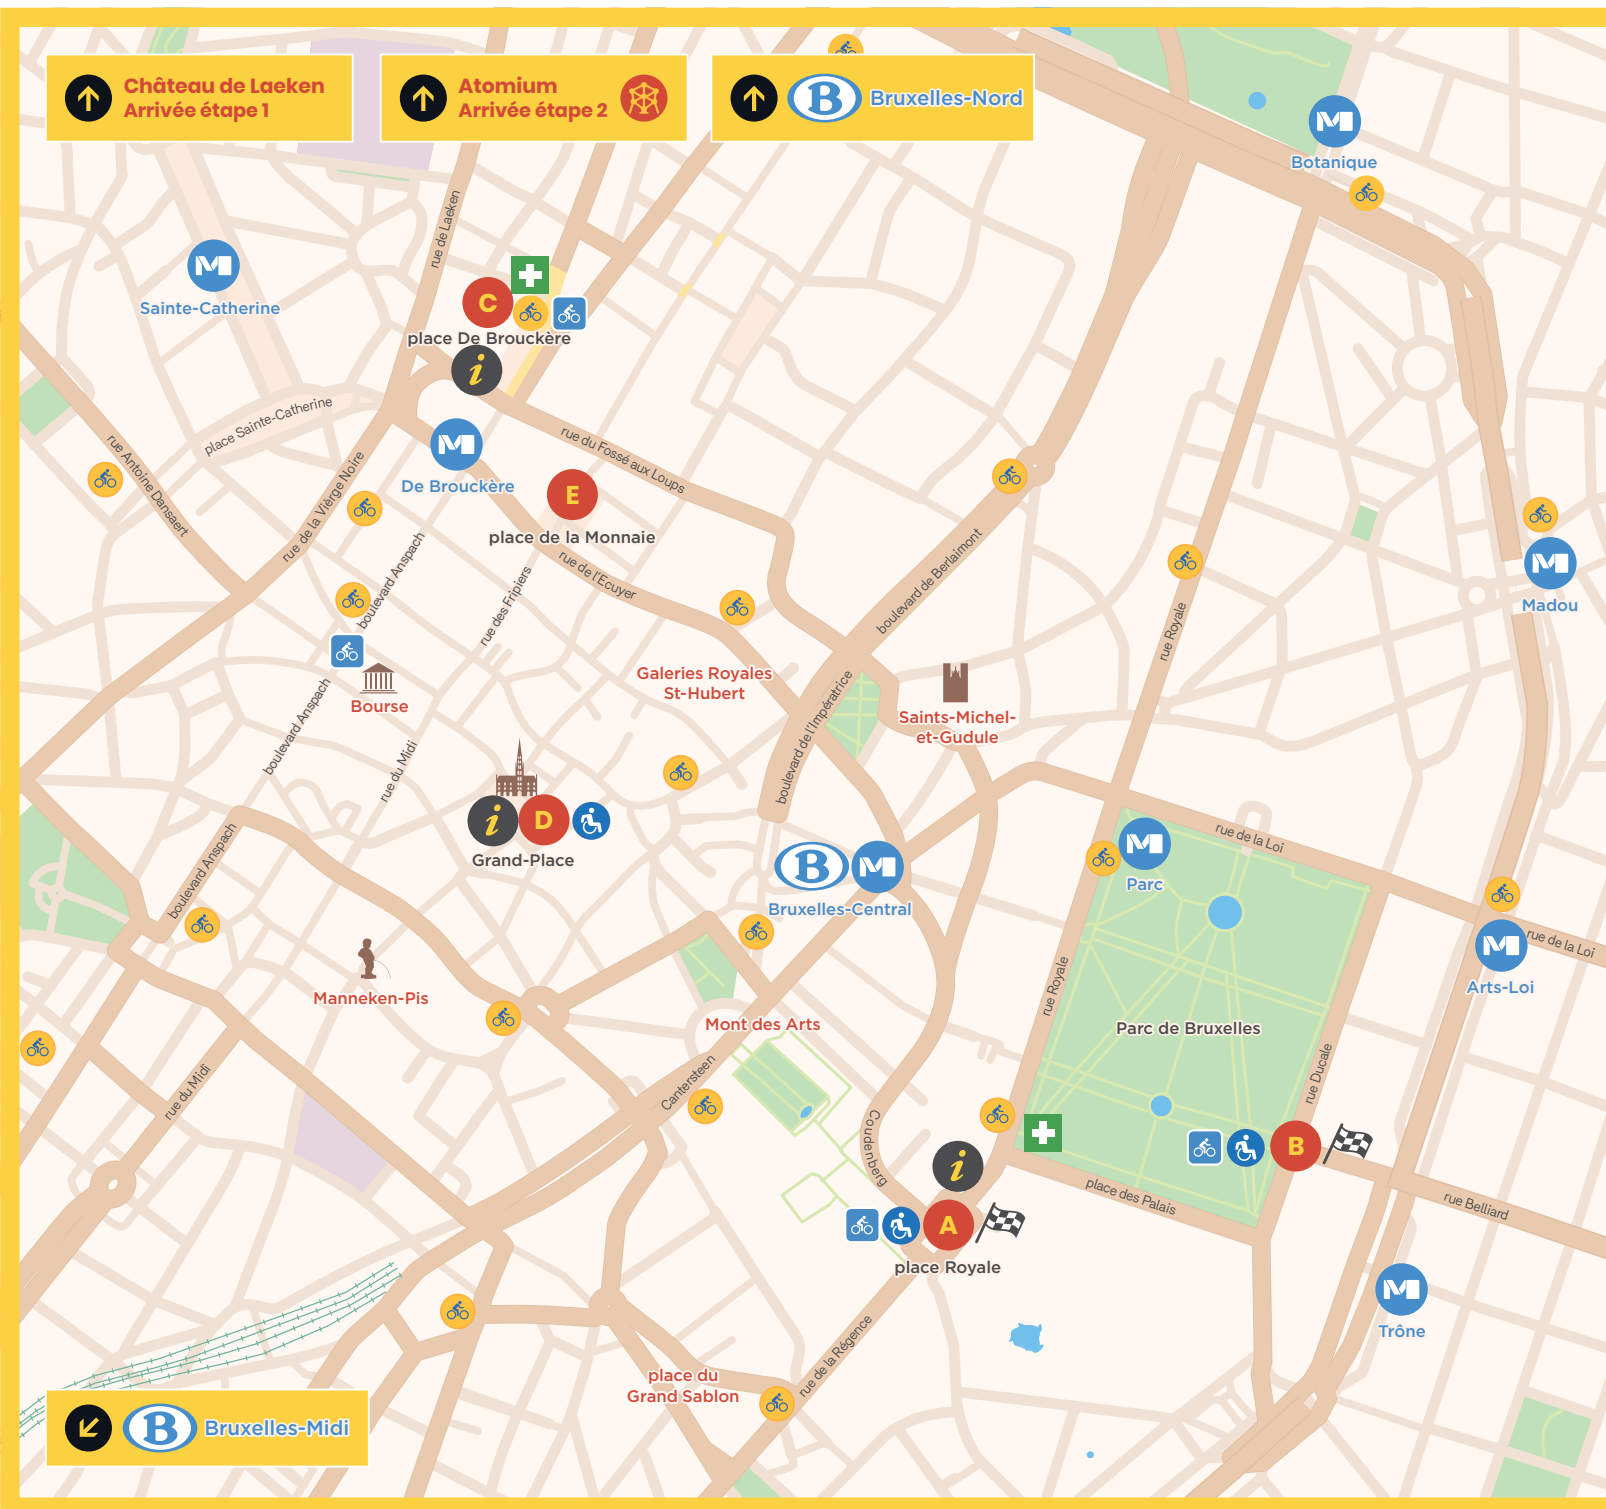 Château de Laeken
Arrivée étape 1
Atomium
Arrivée étape 2
B
Bruxelles-Nord
M
Botanique
rue de Laeken
M
Sainte-Catherine
C
place De Brouckère
i
place Sainte-Catherine
rue Antoine Dansaert
rue de la Vièrge Noire
M
De Brouckère
rue du Fossé aux Loups
E
place de la Monnaie
boulevard Anspach
rue des Fripiers
rue de l'Ecuyer
boulevard de Berlaimont
rue Royale
M
Madou
Galeries Royales
St-Hubert
Bourse
boulevard Anspach
rue du Midi
boulevard de l'Impératrice
Saints-Michel-
et-Gudule
i
D
Grand-Place
boulevard Anspach
B
M
Bruxelles-Central
M
Parc
rue de la Loi
rue de la Loi
M
Arts-Loi
Manneken-Pis
rue Royale
Mont des Arts
Parc de Bruxelles
Cantersteen
rue du Midi
rue Ducale
Coudenberg
i
B
place des Palais
rue Belliard
A
place Royale
M
Trône
rue de la Régence
place du
Grand Sablon
B
Bruxelles-Midi